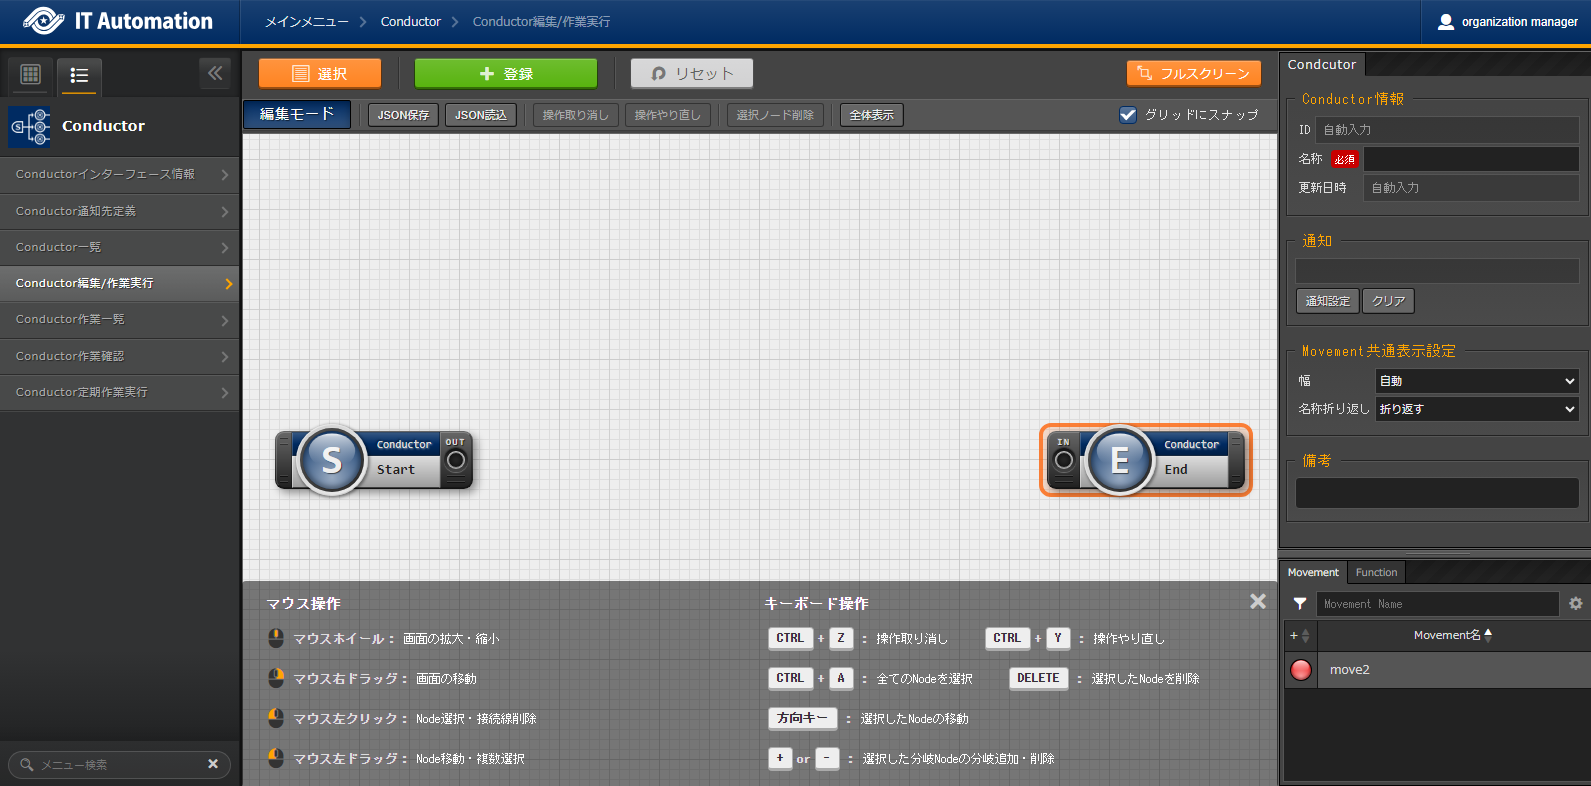 IT Automation
メインメニュー
Conductor
Conductor編集/作業実行
organization manager
Conductor
Conductorインターフェース情報
Conductor通知先定義
Conductor一覧
Conductor編集/作業実行
Conductor作業一覧
Conductor作業確認
Conductor定期作業実行
メニュー検索
選択
登録
リセット
フルスクリーン
編集モード
JSON保存
JSON読込
操作取り消し
操作やり直し
選択ノード削除
全体表示
グリッドにスナップ
S
Conductor
Start
OUT
IN
E
Conductor
End
マウス操作
マウスホイール： 画面の拡大・縮小
マウス右ドラッグ： 画面の移動
マウス左クリック： Node選択・接続線削除
マウス左ドラッグ： Node移動・複数選択
キーボード操作
CTRL + Z ： 操作取り消し
CTRL + Y ： 操作やり直し
CTRL + A ： 全てのNodeを選択
DELETE ： 選択したNodeを削除
方向キー ： 選択したNodeの移動
+ or - ： 選択した分岐Nodeの分岐追加・削除
Condcutor
Conductor情報
ID 自動入力
名称 必須
更新日時 自動入力
通知
通知設定 クリア
Movement共通表示設定
幅 自動
名称折り返し 折り返す
備考
Movement Function
Movement Name
+ Movement名
move2